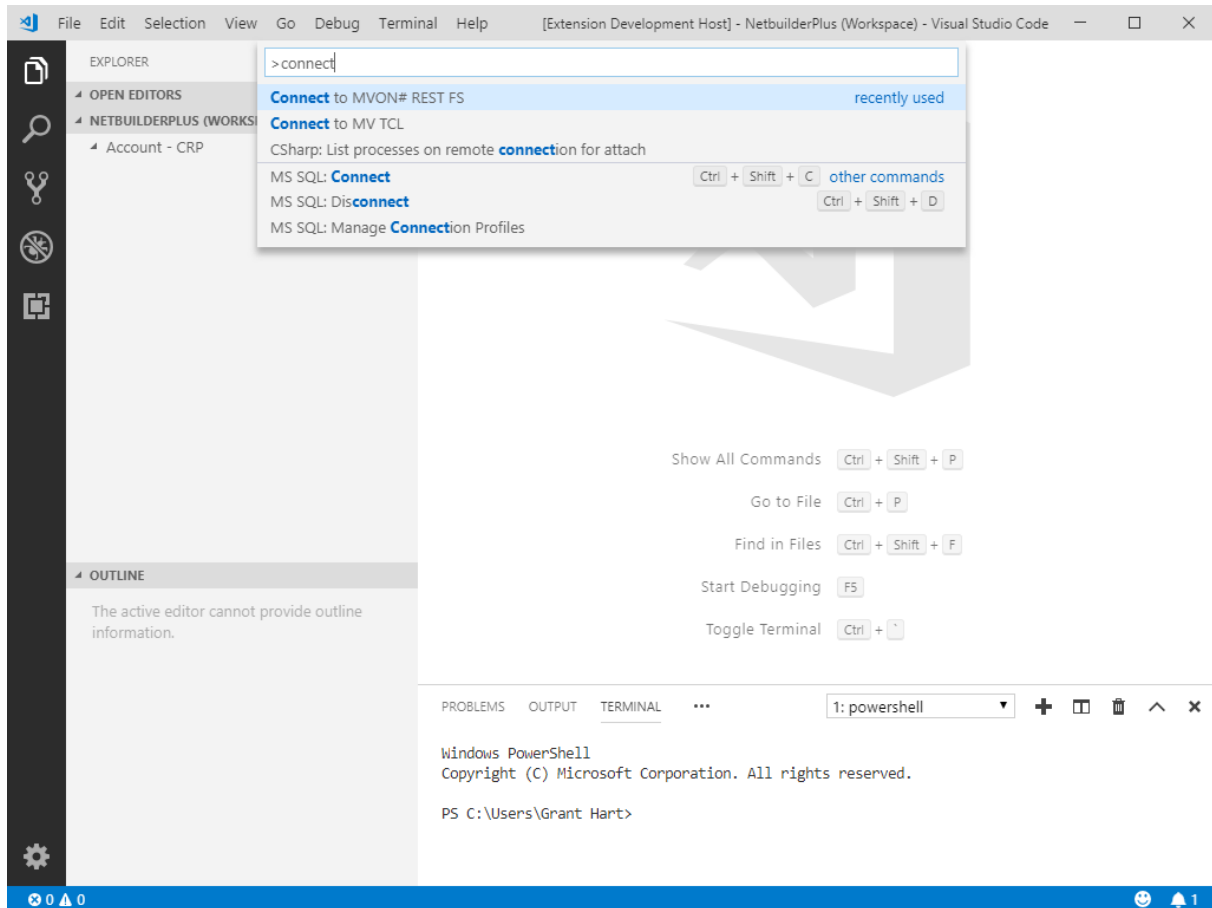 File Edit Selection View Go Debug Terminal Help [Extension Development Host] - NetbuilderPlus (Workspace) - Visual Studio Code
EXPLORER
>connect
OPEN EDITORS
Connect to MVON# REST FS recently used
NETBUILDERPLUS (WORKS
Connect to MV TCL
Account - CRP
CSharp: List processes on remote connection for attach
MS SQL: Connect Ctrl + Shift + C other commands
MS SQL: Disconnect Ctrl + Shift + D
MS SQL: Manage Connection Profiles
Show All Commands Ctrl + Shift + P
Go to File Ctrl + P
Find in Files Ctrl + Shift + F
Start Debugging F5
Toggle Terminal Ctrl + `
OUTLINE
The active editor cannot provide outline
information.
PROBLEMS OUTPUT TERMINAL ••• 1: powershell
Windows PowerShell
Copyright (C) Microsoft Corporation. All rights reserved.
PS C:\Users\Grant Hart>
0 0 1